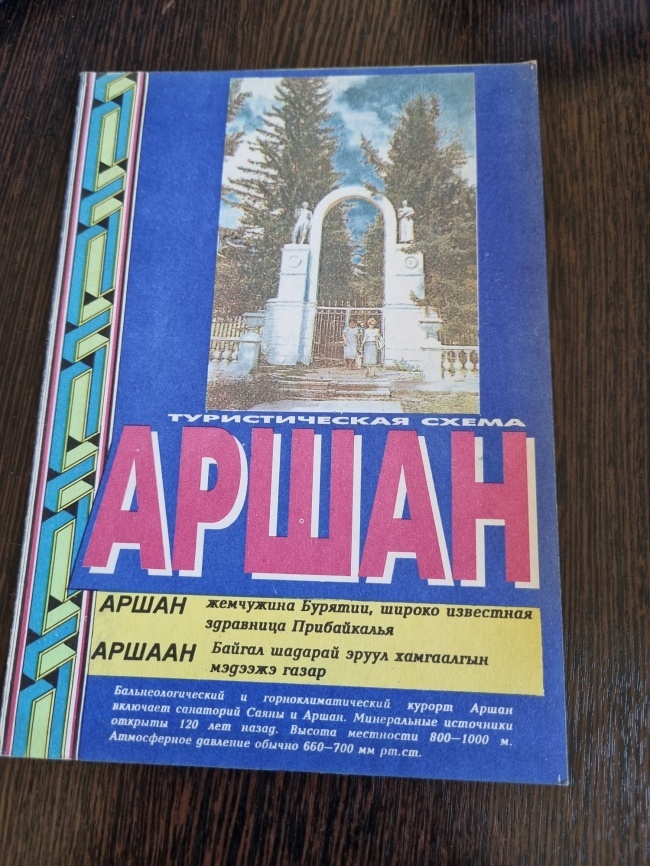 ТУРИСТИЧЕСКАЯ СХЕМА
АРШАН
АРШАН жемчужина Бурятии, широко известная
здравница Прибайкалья
АРШААН Байгал шадарай эруул хамгаалгын
мэдээжэ газар
Бальнеологический и горноклиматический курорт Аршан
включает санаторий Саяны и Аршан. Минеральные источники
открыты 120 лет назад. Высота местности 800—1000 м.
Атмосферное давление обычно 660—700 мм рт.ст.